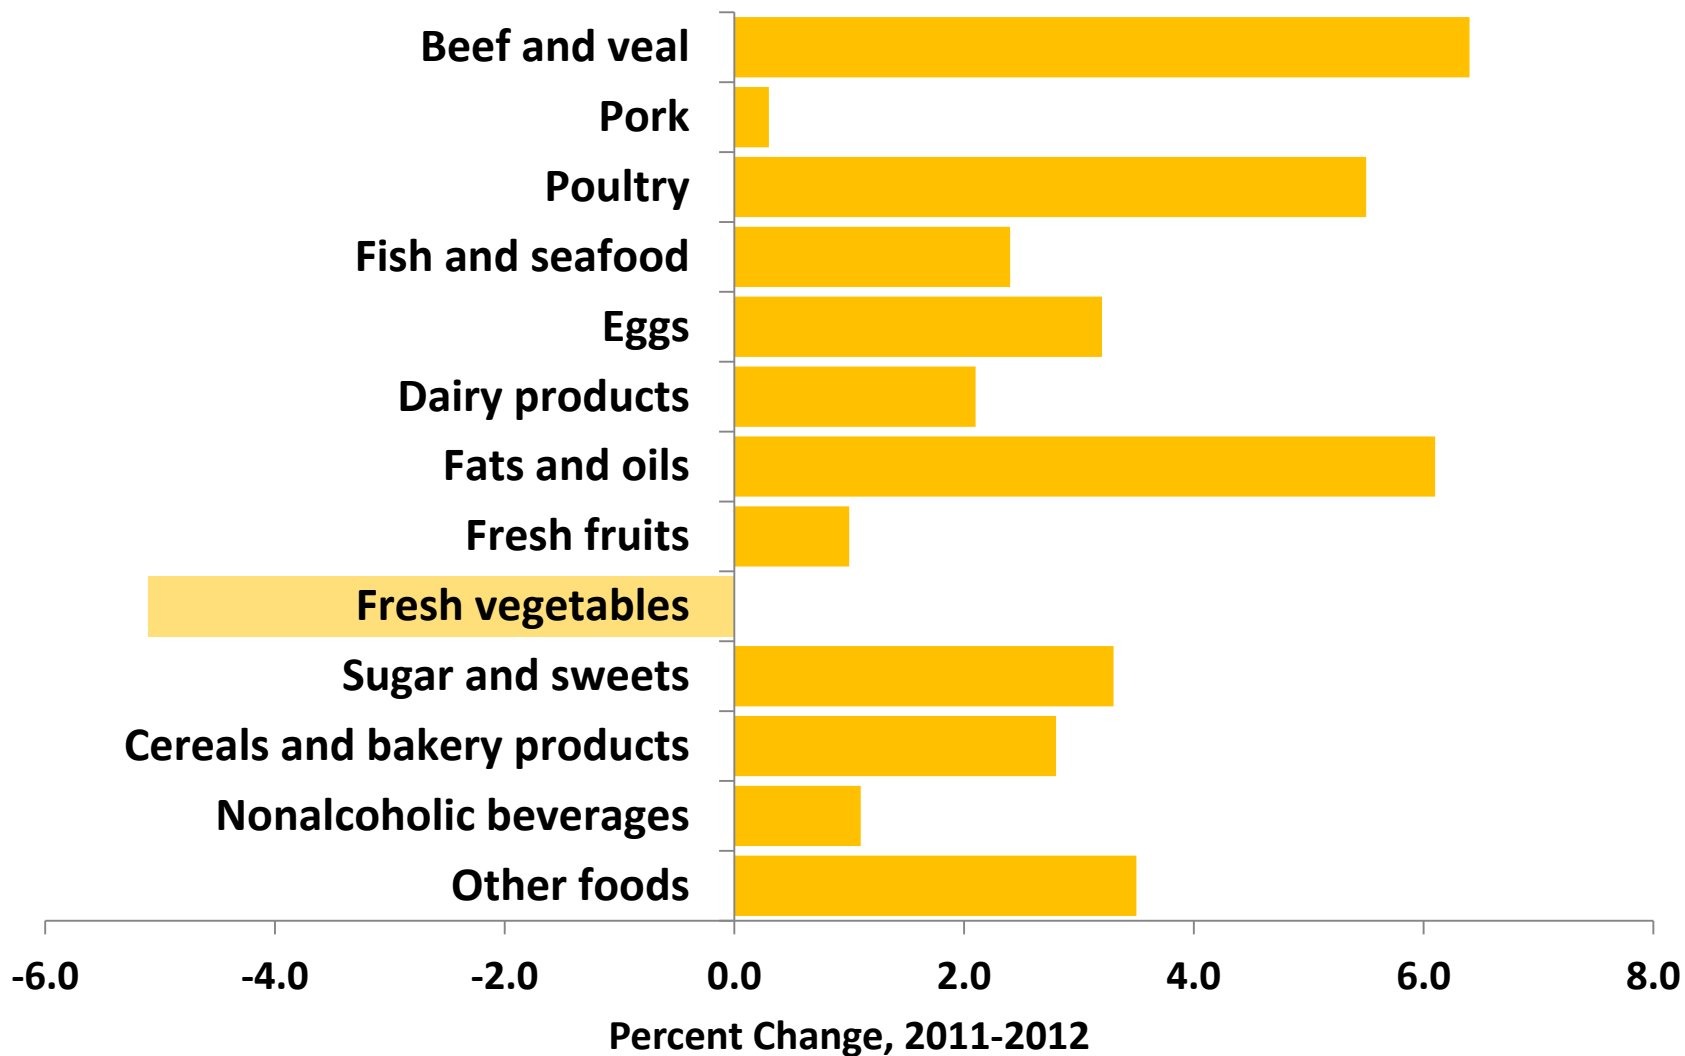 Beef and veal
Pork
Poultry
Fish and seafood
Eggs
Dairy products
Fats and oils
Fresh fruits
Fresh vegetables
Sugar and sweets
Cereals and bakery products
Nonalcoholic beverages
Other foods
-6.0 -4.0 -2.0 0.0 2.0 4.0 6.0 8.0
Percent Change, 2011-2012